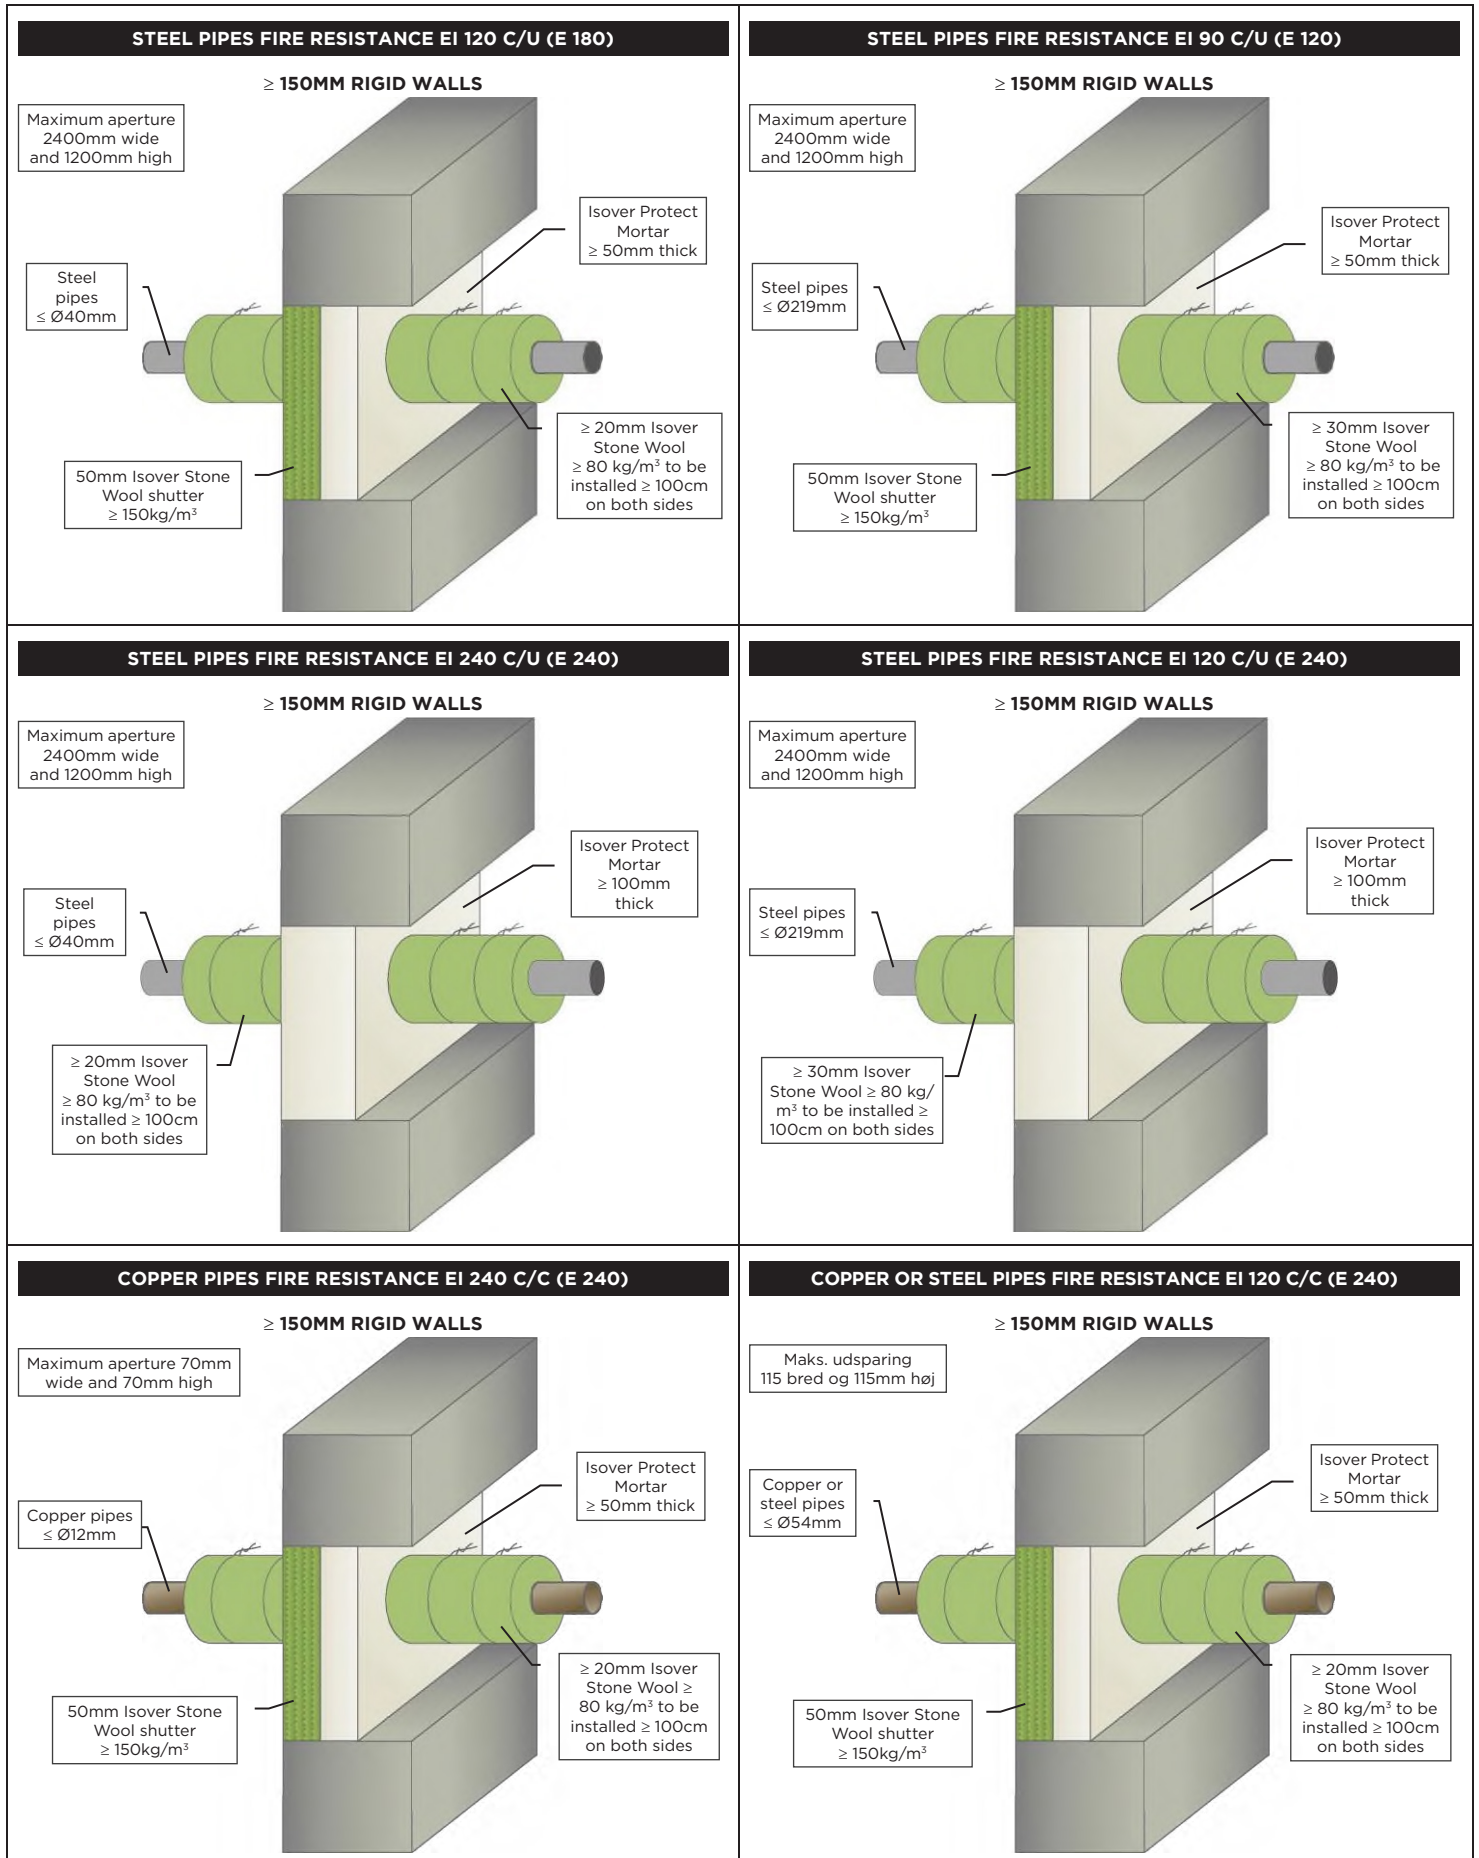 STEEL PIPES FIRE RESISTANCE EI 120 C/U (E 180)
≥ 150MM RIGID WALLS
Maximum aperture
2400mm wide
and 1200mm high
Isover Protect
Mortar
≥ 50mm thick
Steel
pipes
≤ Ø40mm
≥ 20mm Isover
Stone Wool
≥ 80 kg/m³ to be
installed ≥ 100cm
on both sides
50mm Isover Stone
Wool shutter
≥ 150kg/m³
STEEL PIPES FIRE RESISTANCE EI 90 C/U (E 120)
≥ 150MM RIGID WALLS
Maximum aperture
2400mm wide
and 1200mm high
Isover Protect
Mortar
≥ 50mm thick
Steel pipes
≤ Ø219mm
≥ 30mm Isover
Stone Wool
≥ 80 kg/m³ to be
installed ≥ 100cm
on both sides
50mm Isover Stone
Wool shutter
≥ 150kg/m³
STEEL PIPES FIRE RESISTANCE EI 240 C/U (E 240)
≥ 150MM RIGID WALLS
Maximum aperture
2400mm wide
and 1200mm high
Isover Protect
Mortar
≥ 100mm
thick
Steel
pipes
≤ Ø40mm
≥ 20mm Isover
Stone Wool
≥ 80 kg/m³ to be
installed ≥ 100cm
on both sides
STEEL PIPES FIRE RESISTANCE EI 120 C/U (E 240)
≥ 150MM RIGID WALLS
Maximum aperture
2400mm wide
and 1200mm high
Isover Protect
Mortar
≥ 100mm
thick
Steel pipes
≤ Ø219mm
≥ 30mm Isover
Stone Wool ≥ 80 kg/
m³ to be installed ≥
100cm on both sides
COPPER PIPES FIRE RESISTANCE EI 240 C/C (E 240)
≥ 150MM RIGID WALLS
Maximum aperture 70mm
wide and 70mm high
Isover Protect
Mortar
≥ 50mm thick
Copper pipes
≤ Ø12mm
≥ 20mm Isover
Stone Wool ≥
80 kg/m³ to be
installed ≥ 100cm
on both sides
50mm Isover Stone
Wool shutter
≥ 150kg/m³
COPPER OR STEEL PIPES FIRE RESISTANCE EI 120 C/C (E 240)
≥ 150MM RIGID WALLS
Maks. udsparing
115 bred og 115mm høj
Isover Protect
Mortar
≥ 50mm thick
Copper or
steel pipes
≤ Ø54mm
≥ 20mm Isover
Stone Wool
≥ 80 kg/m³ to be
installed ≥ 100cm
on both sides
50mm Isover Stone
Wool shutter
≥ 150kg/m³